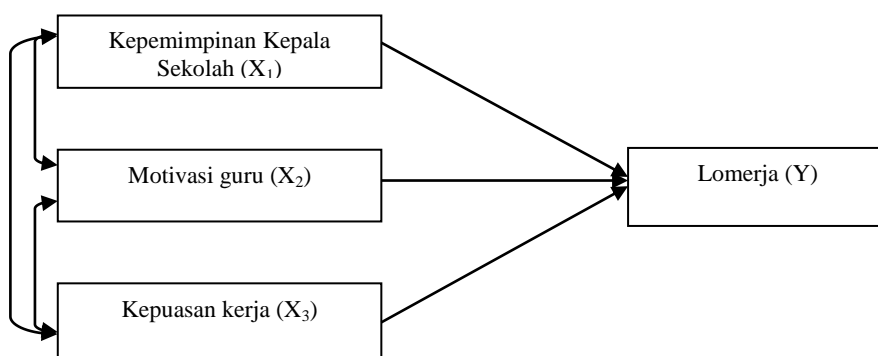 Kepemimpinan Kepala
Sekolah (X₁)
Motivasi guru (X₂)
Lomerja (Y)
Kepuasan kerja (X₃)